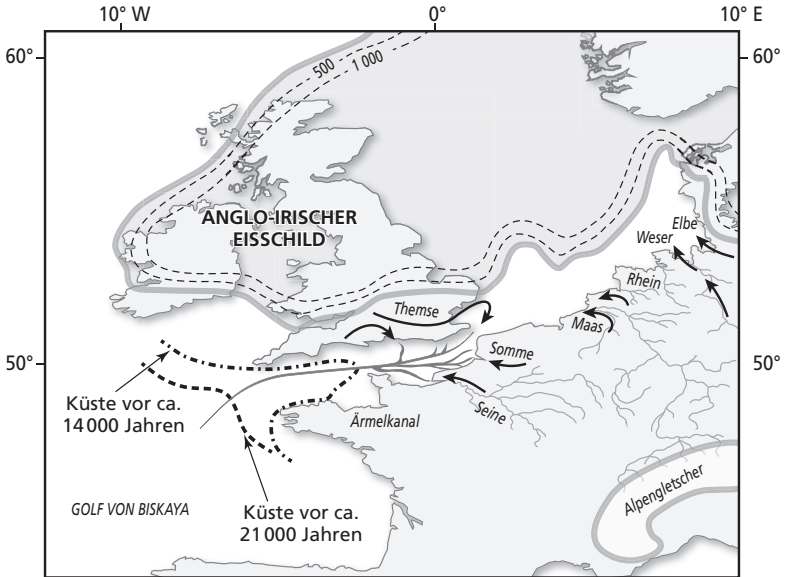 10° W
0°
10° E
60°
60°
500
1 000
ANGLO-IRISCHER
EISSCHILD
Elbe
Weser
Rhein
Themse
Maas
50°
Somme
50°
Küste vor ca.
14 000 Jahren
Ärmelkanal
Seine
Alpengletscher
GOLF VON BISKAYA
Küste vor ca.
21 000 Jahren